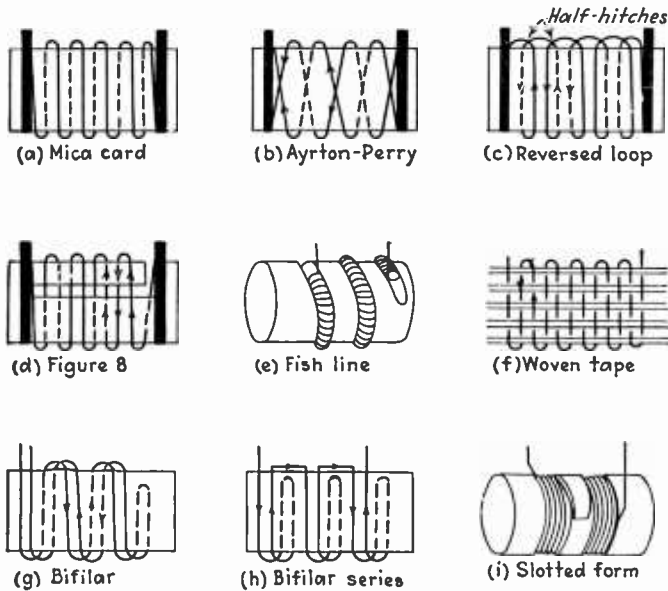 Half-hitches
(a) Mica card
(b) Ayrton-Perry
(c) Reversed loop
(d) Figure 8
(e) Fish line
(f) Woven tape
(g) Bifilar
(h) Bifilar series
(i) Slotted form